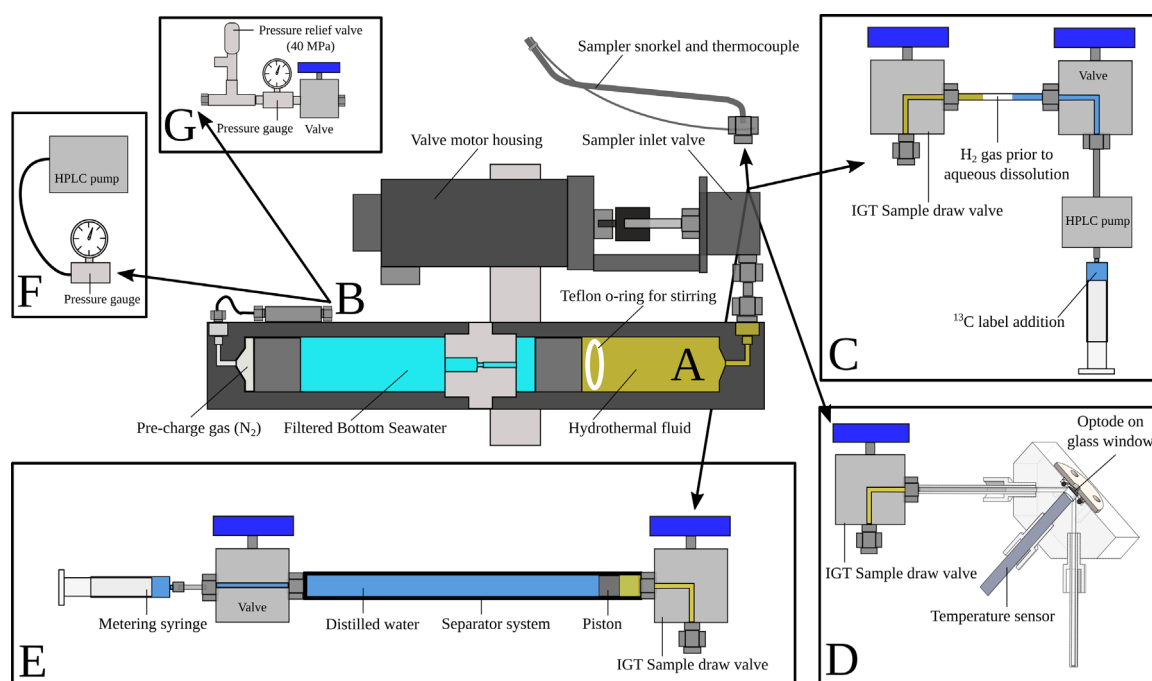 Pressure relief valve
(40 MPa)
G
Pressure gauge
Valve
Sampler snorkel and thermocouple
Valve motor housing
Sampler inlet valve
HPLC pump
F
Pressure gauge
B
Teflon o-ring for stirring
A
Pre-charge gas (N₂)
Filtered Bottom Seawater
Hydrothermal fluid
Valve
H₂ gas prior to
aqueous dissolution
IGT Sample draw valve
HPLC pump
¹³C label addition
C
Optode on
glass window
IGT Sample draw valve
Temperature sensor
D
Valve
Metering syringe
Distilled water
Separator system
Piston
IGT Sample draw valve
E